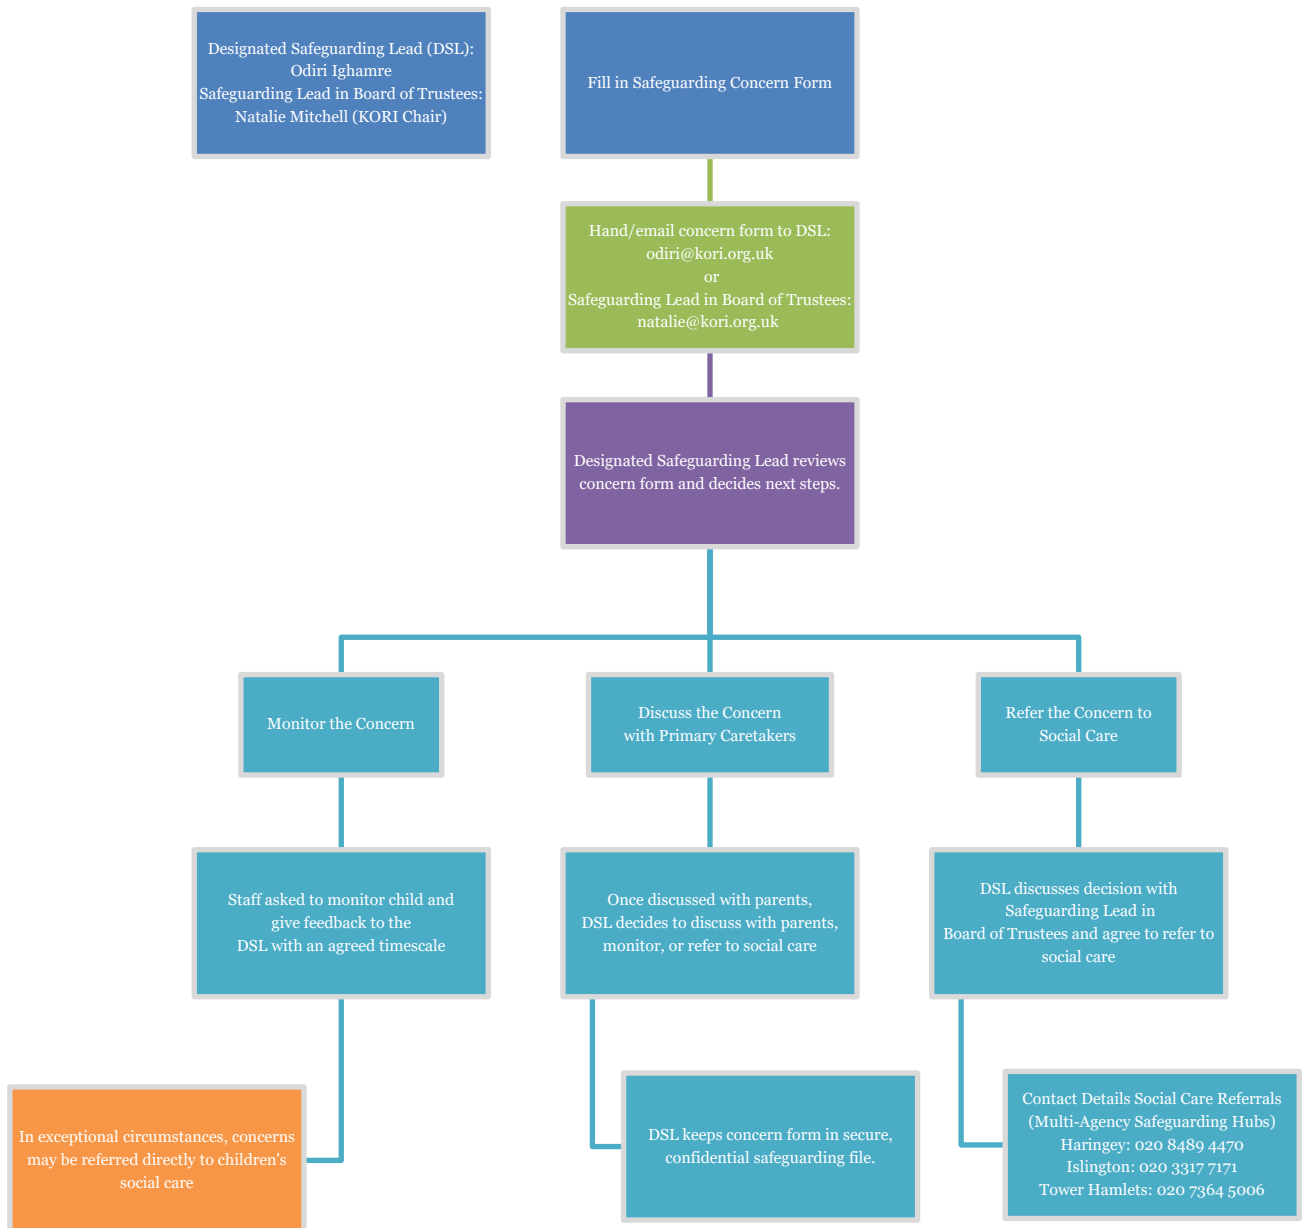 Designated Safeguarding Lead (DSL):
Odiri Ighamre
Safeguarding Lead in Board of Trustees:
Natalie Mitchell (KORI Chair)
Fill in Safeguarding Concern Form
Hand/email concern form to DSL:
odiri@kori.org.uk
or
Safeguarding Lead in Board of Trustees:
natalie@kori.org.uk
Designated Safeguarding Lead reviews
concern form and decides next steps.
Monitor the Concern
Discuss the Concern
with Primary Caretakers
Refer the Concern to
Social Care
Staff asked to monitor child and
give feedback to the
DSL with an agreed timescale
Once discussed with parents,
DSL decides to discuss with parents,
monitor, or refer to social care
DSL discusses decision with
Safeguarding Lead in
Board of Trustees and agree to refer to
social care
In exceptional circumstances, concerns
may be referred directly to children's
social care
DSL keeps concern form in secure,
confidential safeguarding file.
Contact Details Social Care Referrals
(Multi-Agency Safeguarding Hubs)
Haringey: 020 8489 4470
Islington: 020 3317 7171
Tower Hamlets: 020 7364 5006